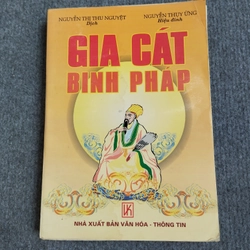 NGUYỄN THỊ THU NGUYỆT
Dịch
NGUYỄN THUÝ ỨNG
Hiệu đính
GIA CÁT
BINH PHÁP
NHÀ XUẤT BẢN VĂN HÓA - THÔNG TIN